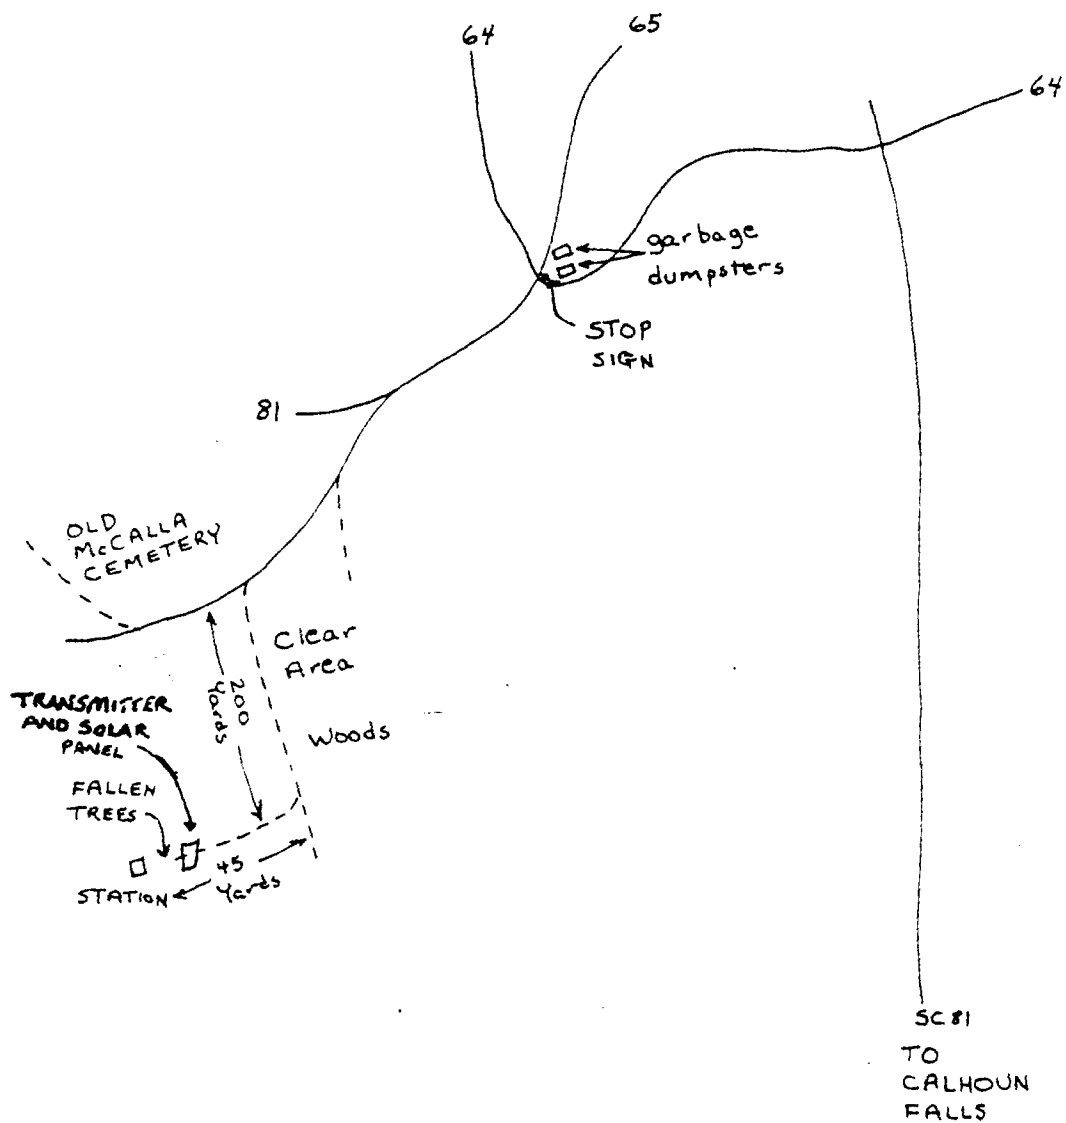 64
65
64
garbage
dumpsters
STOP
SIGN
81
OLD
McCALLA
CEMETERY
Clear
Area
200
Yards
TRANSMITTER
AND SOLAR
PANEL
Woods
FALLEN
TREES
45
Yards
STATION
SC 81
TO
CALHOUN
FALLS